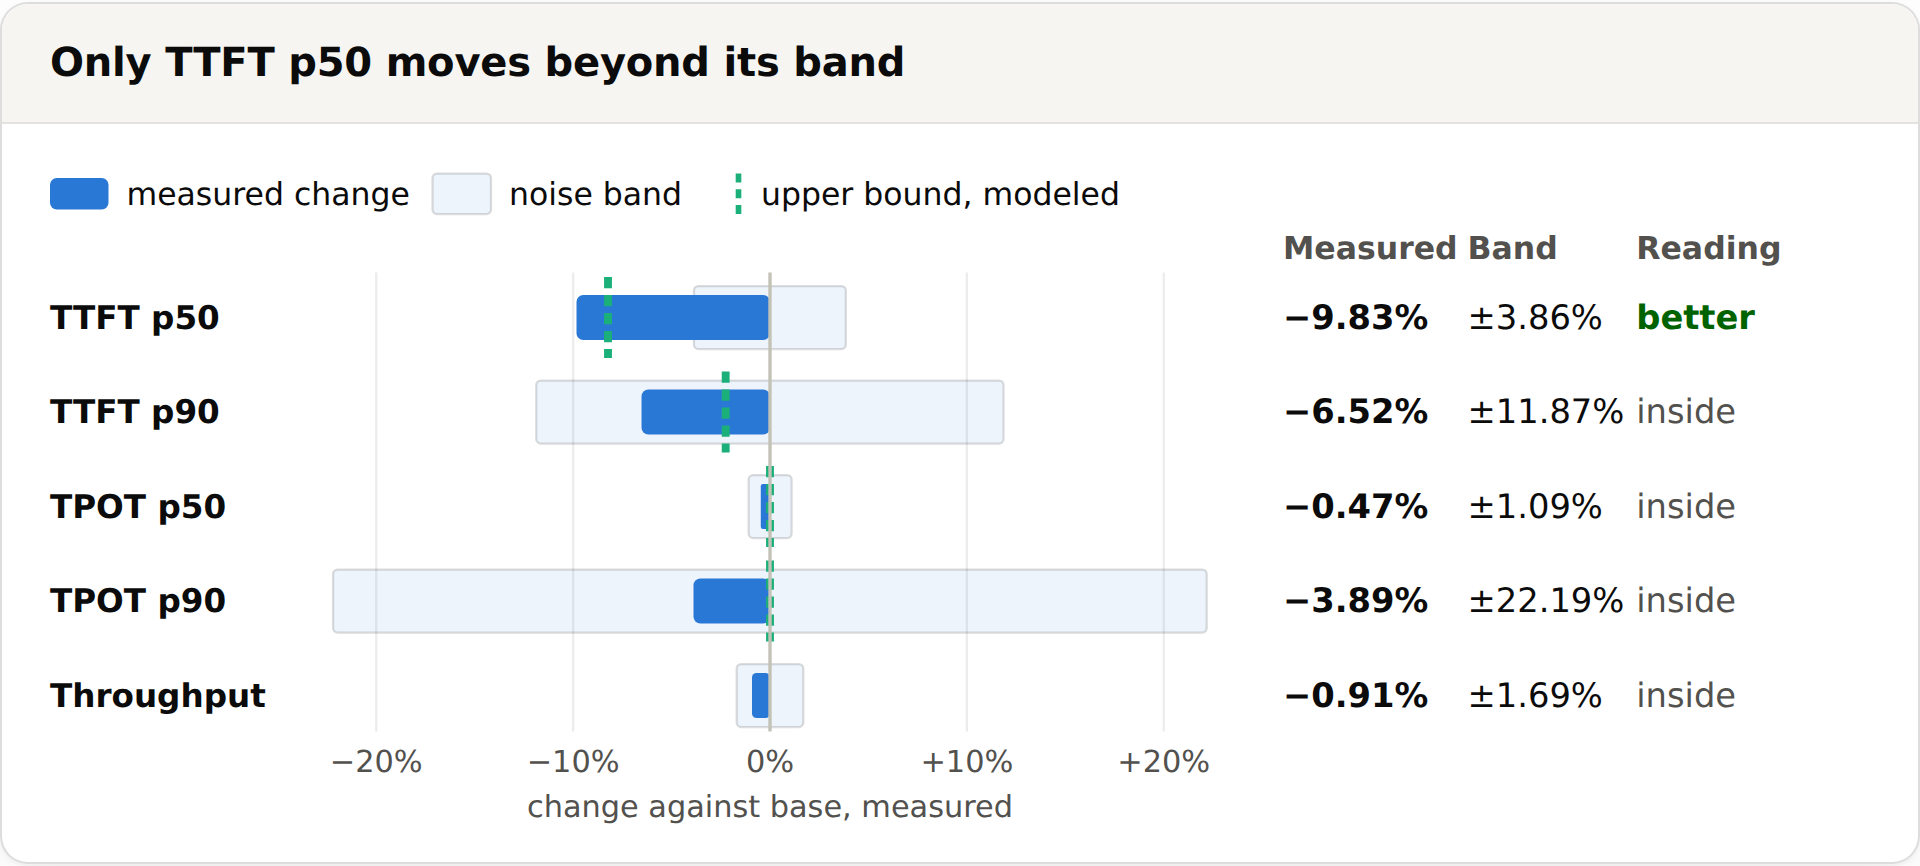 Only TTFT p50 moves beyond its band
measured change noise band upper bound, modeled
Measured Band Reading
TTFT p50 −9.83% ±3.86% better
TTFT p90 −6.52% ±11.87% inside
TPOT p50 −0.47% ±1.09% inside
TPOT p90 −3.89% ±22.19% inside
Throughput −0.91% ±1.69% inside
−20% −10% 0% +10% +20%
change against base, measured